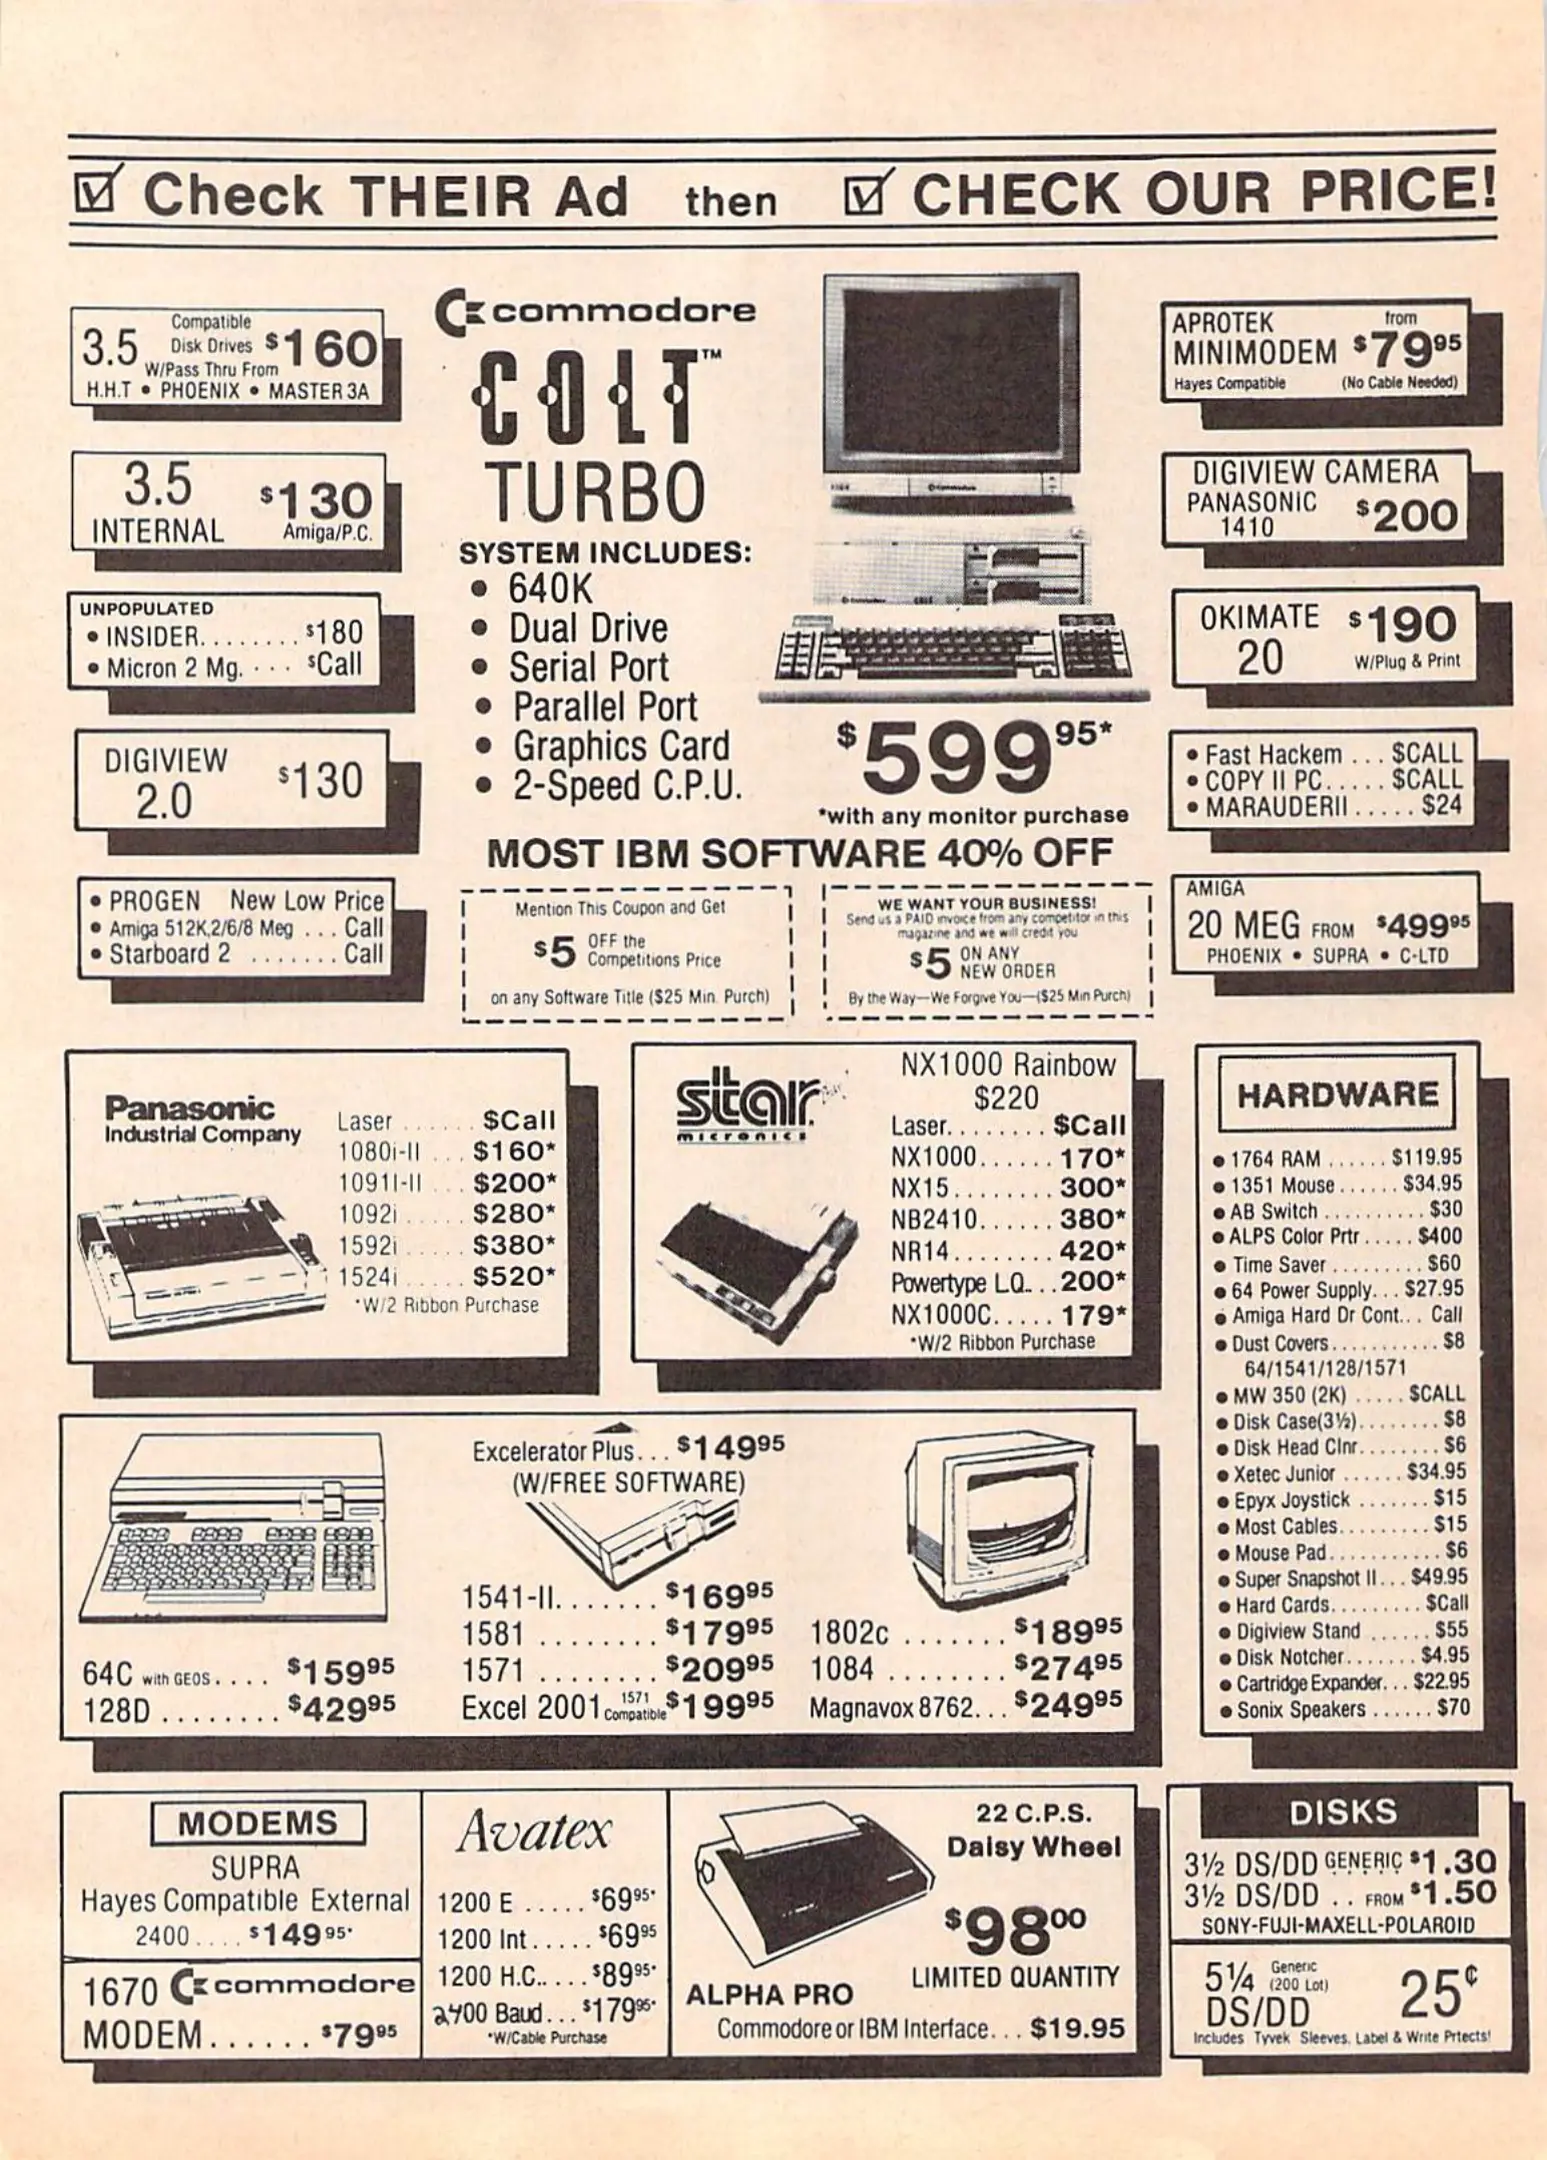 Check THEIR Ad then CHECK OUR PRICE!
3.5 Compatible Disk Drives $160
W/Pass Thru From
H.H.T • PHOENIX • MASTER 3A
3.5 INTERNAL $130
Amiga/P.C.
UNPOPULATED
• INSIDER........ $180
• Micron 2 Mg. ... $Call
DIGIVIEW 2.0 $130
• PROGEN New Low Price
• Amiga 512K,2/6/8 Meg ... Call
• Starboard 2 ....... Call
commodore
COLT™
TURBO
SYSTEM INCLUDES:
• 640K
• Dual Drive
• Serial Port
• Parallel Port
• Graphics Card
• 2-Speed C.P.U.
$599 95*
*with any monitor purchase
MOST IBM SOFTWARE 40% OFF
Mention This Coupon and Get
$5 OFF the Competitions Price
on any Software Title ($25 Min. Purch)
WE WANT YOUR BUSINESS!
Send us a PAID invoice from any competitor in this
magazine and we will credit you
$5 ON ANY NEW ORDER
By the Way—We Forgive You—($25 Min Purch)
APROTEK from
MINIMODEM $79 95
Hayes Compatible (No Cable Needed)
DIGIVIEW CAMERA
PANASONIC 1410 $200
OKIMATE 20 $190
W/Plug & Print
• Fast Hackem ... $CALL
• COPY II PC..... $CALL
• MARAUDERII ..... $24
AMIGA
20 MEG FROM $499 95
PHOENIX • SUPRA • C-LTD
Panasonic
Industrial Company
Laser ...... $Call
1080i-II ... $160*
1091I-II ... $200*
1092i ..... $280*
1592i ..... $380*
1524i ..... $520*
*W/2 Ribbon Purchase
star
micronics
NX1000 Rainbow
$220
Laser........ $Call
NX1000...... 170*
NX15........ 300*
NB2410...... 380*
NR14........ 420*
Powertype L.Q... 200*
NX1000C..... 179*
*W/2 Ribbon Purchase
HARDWARE
• 1764 RAM ...... $119.95
• 1351 Mouse ...... $34.95
• AB Switch .......... $30
• ALPS Color Prtr ..... $400
• Time Saver ......... $60
• 64 Power Supply... $27.95
• Amiga Hard Dr Cont... Call
• Dust Covers........... $8
64/1541/128/1571
• MW 350 (2K) ..... $CALL
• Disk Case(3½)........ $8
• Disk Head Clnr........ $6
• Xetec Junior ...... $34.95
• Epyx Joystick ....... $15
• Most Cables......... $15
• Mouse Pad........... $6
• Super Snapshot II... $49.95
• Hard Cards......... $Call
• Digiview Stand ...... $55
• Disk Notcher....... $4.95
• Cartridge Expander... $22.95
• Sonix Speakers ...... $70
64C with GEOS.... $159 95
128D ........ $429 95
Excelerator Plus... $149 95
(W/FREE SOFTWARE)
1541-II....... $169 95
1581 ........ $179 95
1571 ........ $209 95
Excel 2001 1571 Compatible $199 95
1802c ....... $189 95
1084 ........ $274 95
Magnavox 8762... $249 95
MODEMS
SUPRA
Hayes Compatible External
2400.... $149 95*
1670 commodore
MODEM...... $79 95
Avatex
1200 E ..... $69 95*
1200 Int..... $69 95
1200 H.C..... $89 95*
2400 Baud... $179 95*
*W/Cable Purchase
22 C.P.S.
Daisy Wheel
$98 00
LIMITED QUANTITY
ALPHA PRO
Commodore or IBM Interface... $19.95
DISKS
3½ DS/DD GENERIC $1.30
3½ DS/DD .. FROM $1.50
SONY-FUJI-MAXELL-POLAROID
5¼ Generic (200 Lot) DS/DD 25¢
Includes Tyvek Sleeves, Label & Write Prtects!